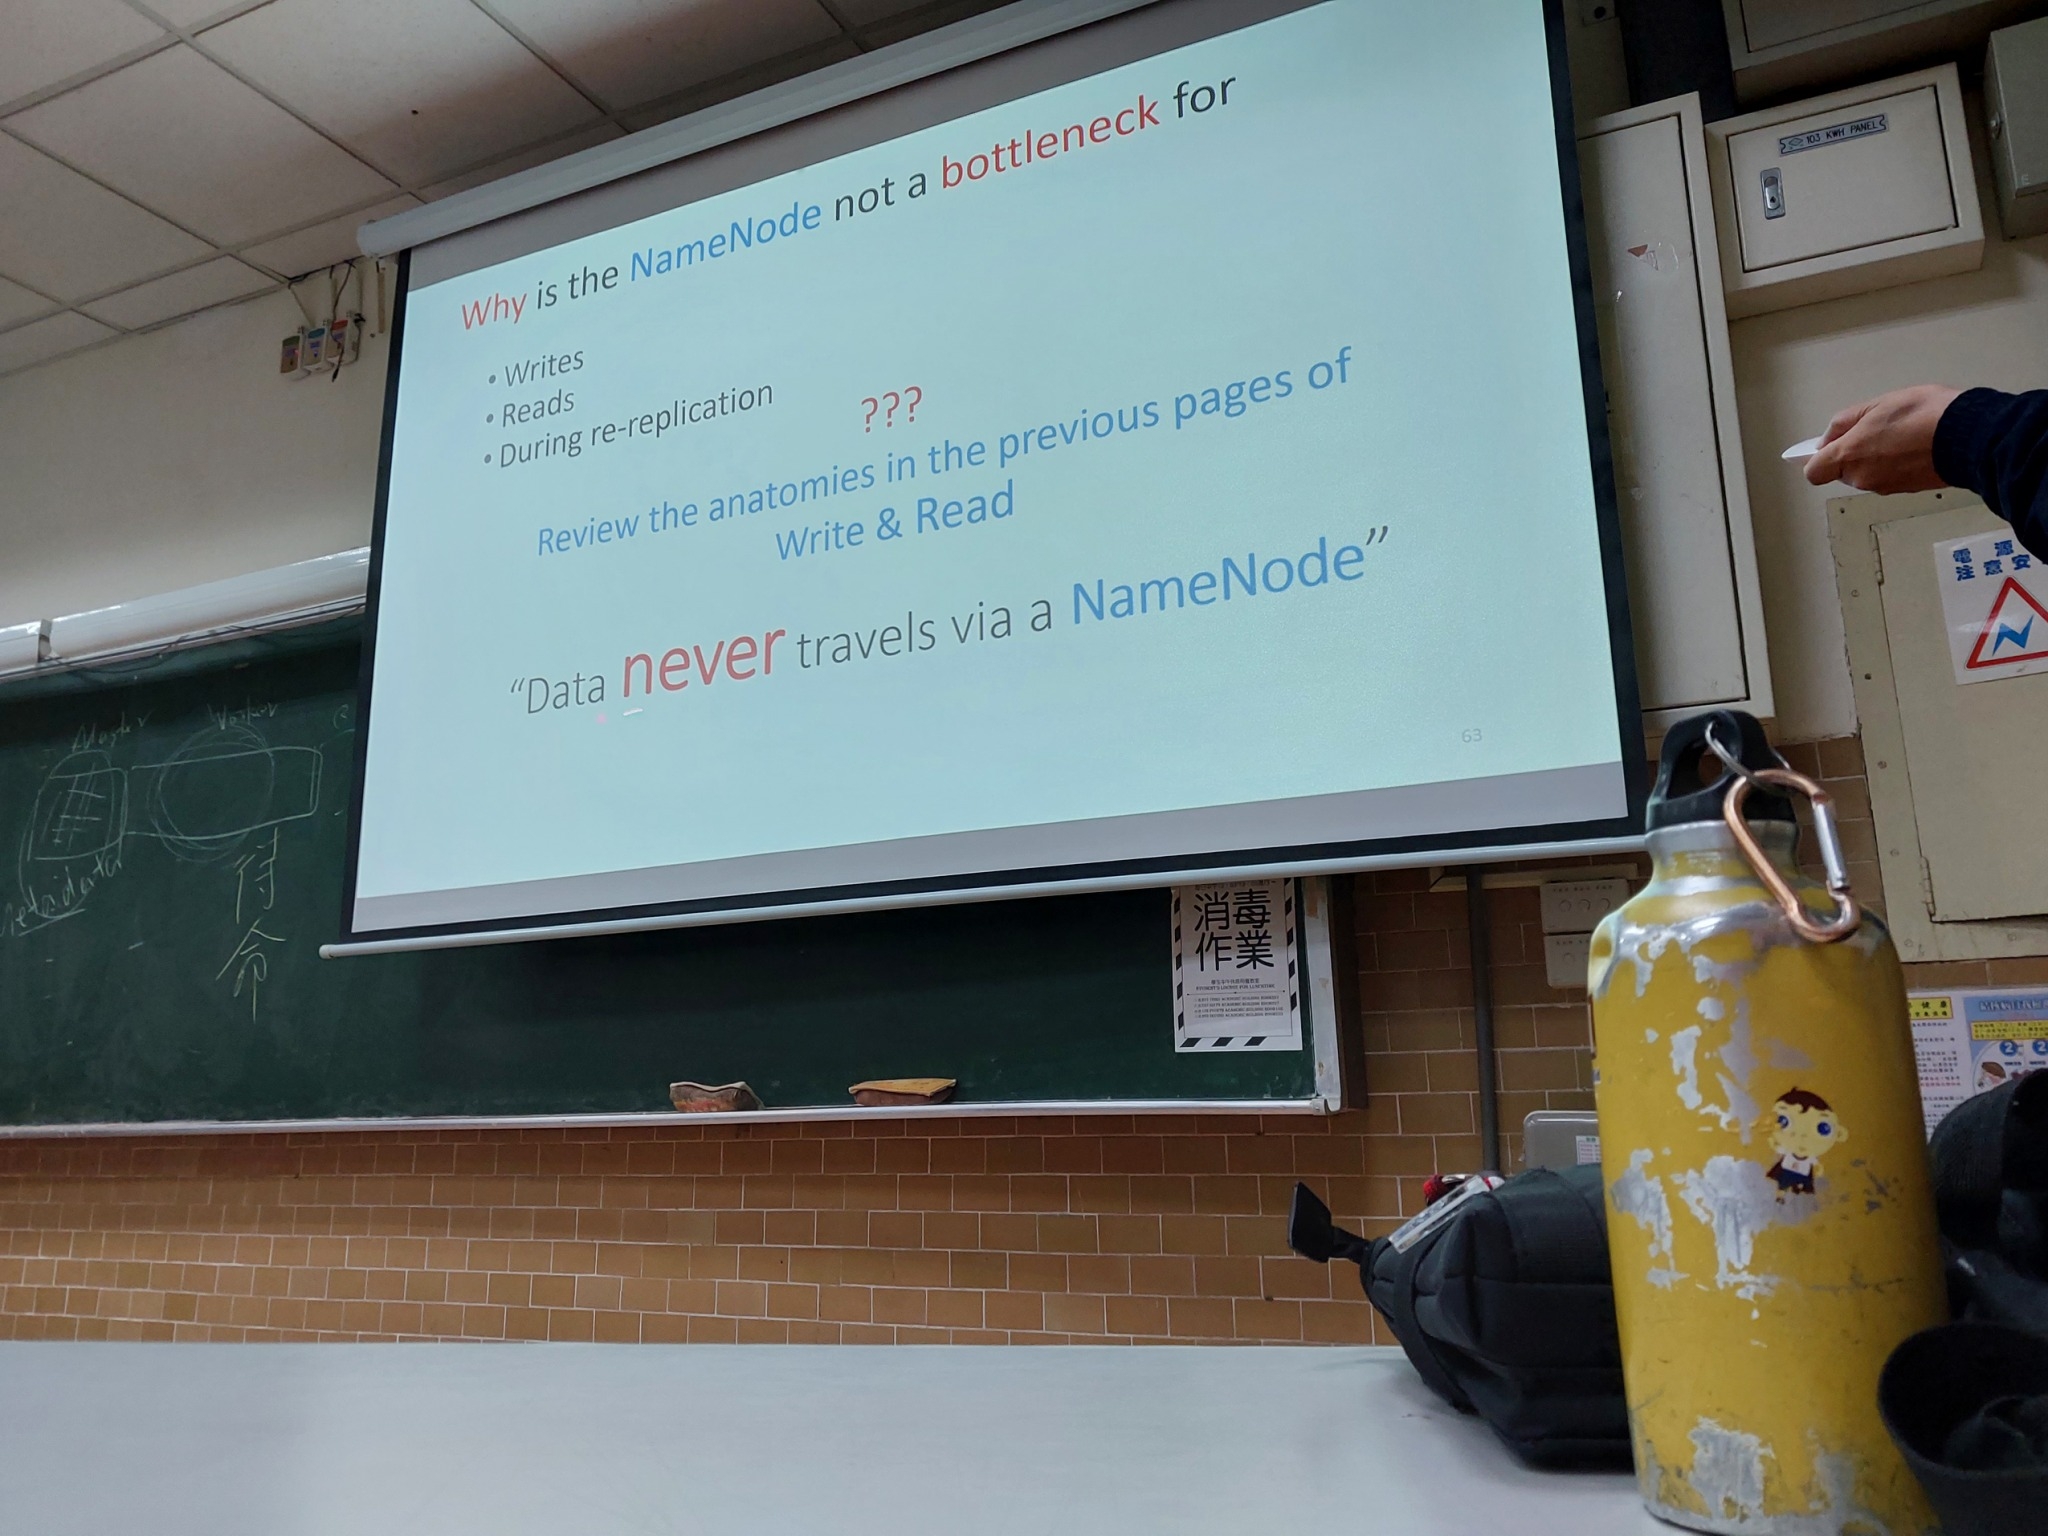 Why is the NameNode not a bottleneck for
• Writes
• Reads
• During re-replication
???
Review the anatomies in the previous pages of
Write & Read
“Data never travels via a NameNode”
63
103 KWH PANEL
電源
注意安
Master
Worker
待
命
消毒
作業